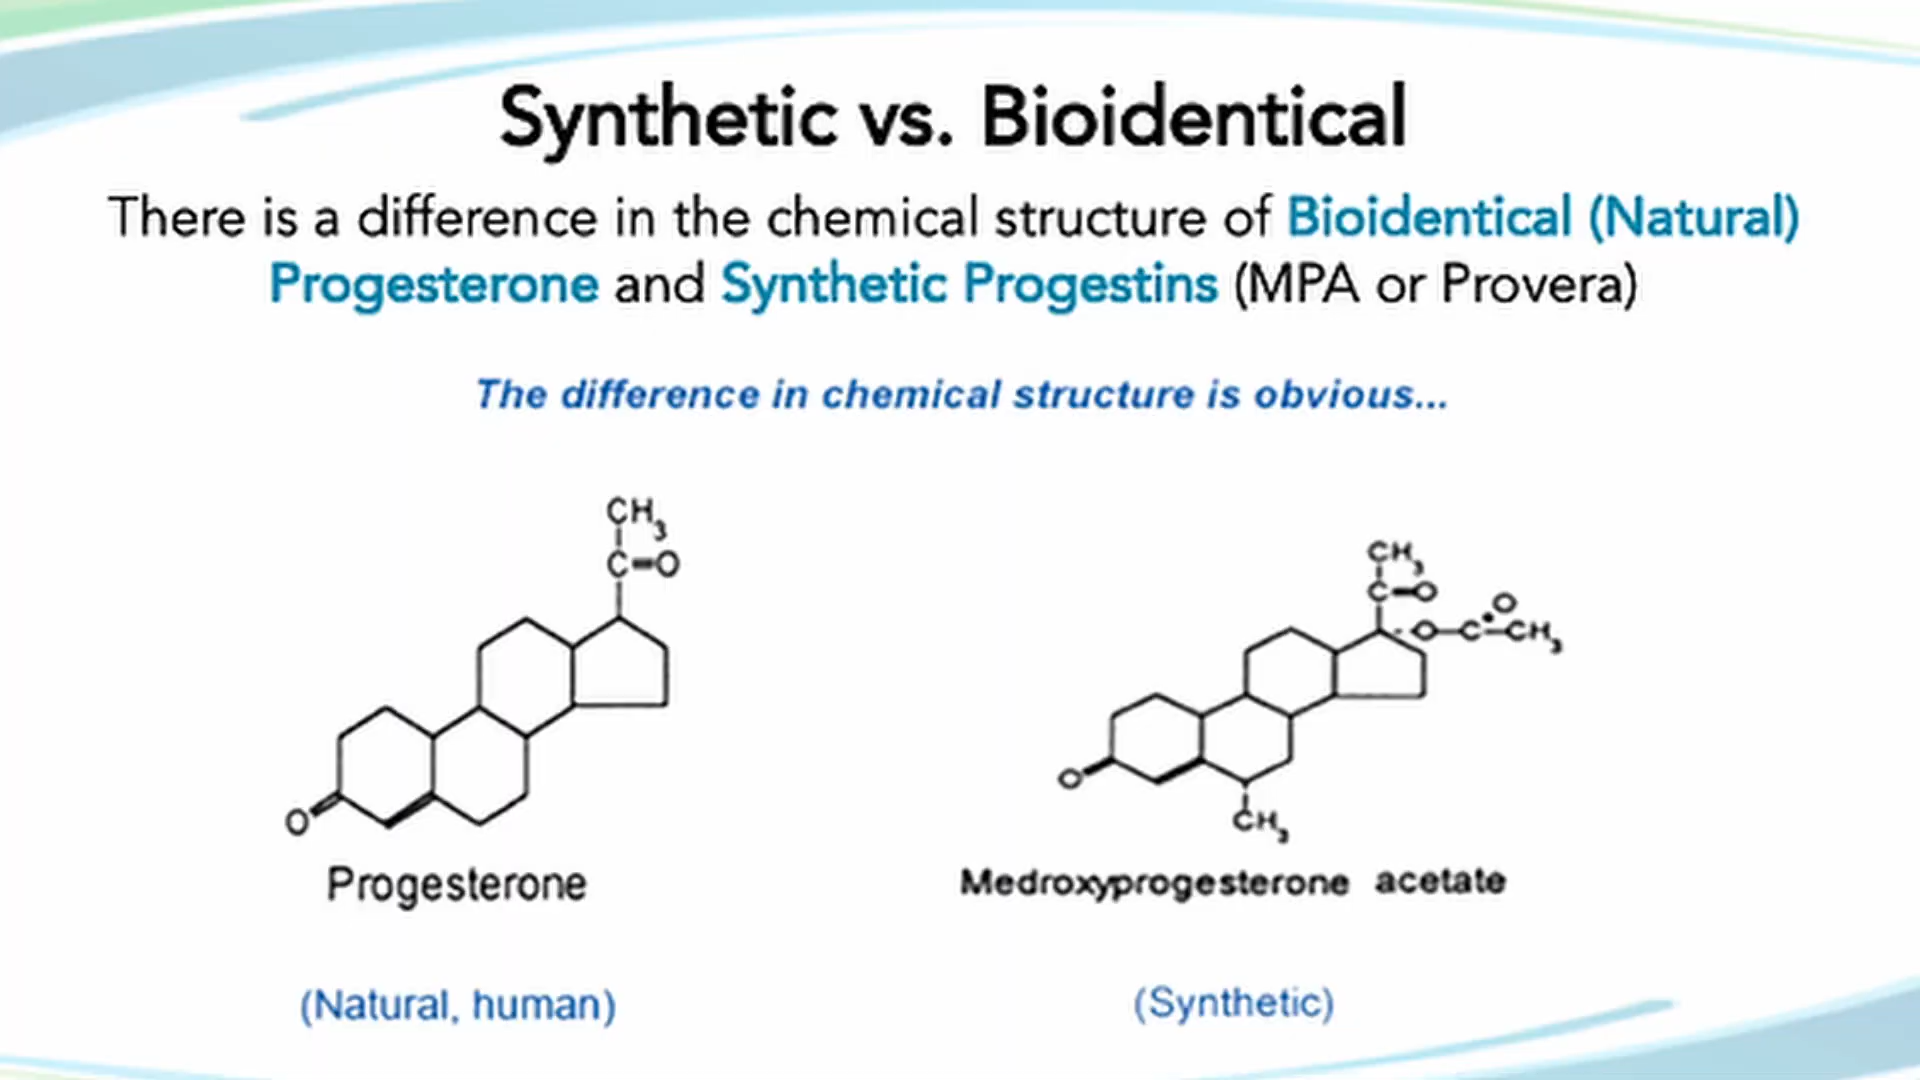 Synthetic vs. Bioidentical
There is a difference in the chemical structure of Bioidentical (Natural)
Progesterone and Synthetic Progestins (MPA or Provera)
The difference in chemical structure is obvious...
CH3
C=O
O
Progesterone
(Natural, human)
CH3
C=O
O-C-CH3
O
O
CH3
Medroxyprogesterone acetate
(Synthetic)